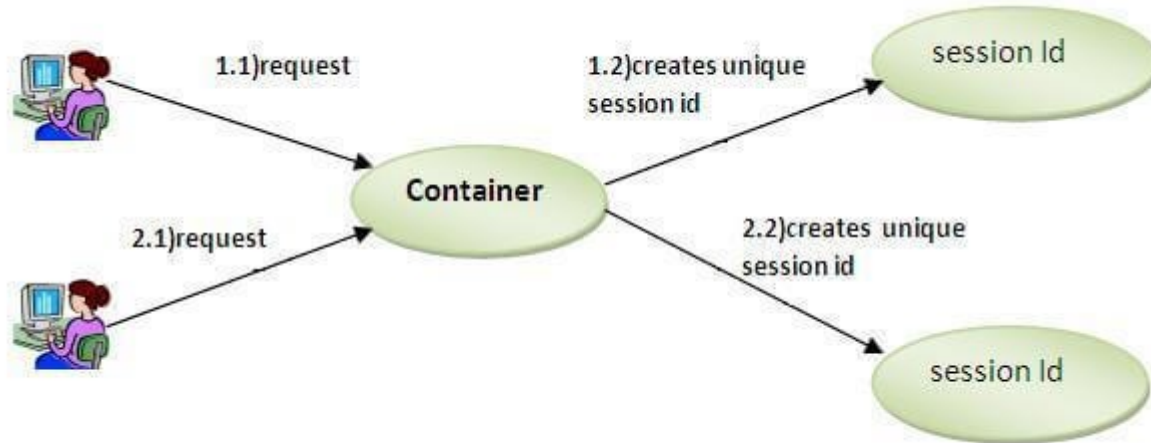 1.1)request
1.2)creates unique
session id
session Id
Container
2.1)request
2.2)creates unique
session id
session Id